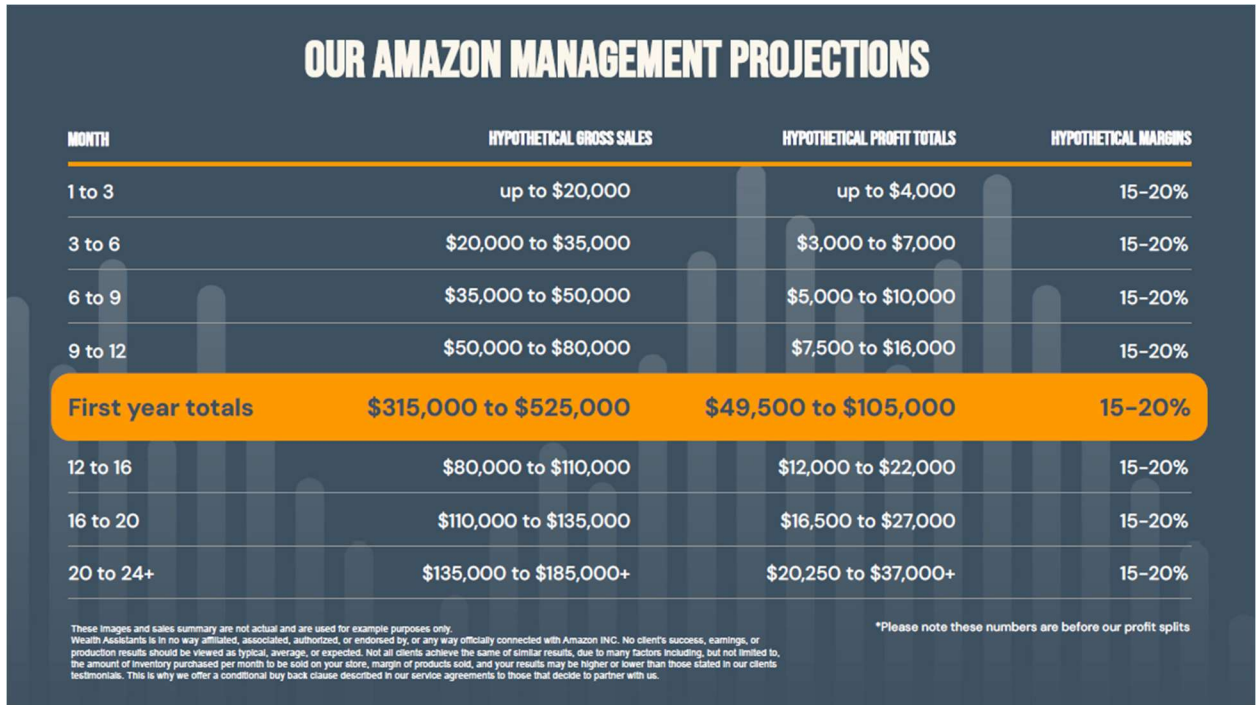 OUR AMAZON MANAGEMENT PROJECTIONS
MONTH HYPOTHETICAL GROSS SALES HYPOTHETICAL PROFIT TOTALS HYPOTHETICAL MARGINS
1 to 3 up to $20,000 up to $4,000 15-20%
3 to 6 $20,000 to $35,000 $3,000 to $7,000 15-20%
6 to 9 $35,000 to $50,000 $5,000 to $10,000 15-20%
9 to 12 $50,000 to $80,000 $7,500 to $16,000 15-20%
First year totals $315,000 to $525,000 $49,500 to $105,000 15-20%
12 to 16 $80,000 to $110,000 $12,000 to $22,000 15-20%
16 to 20 $110,000 to $135,000 $16,500 to $27,000 15-20%
20 to 24+ $135,000 to $185,000+ $20,250 to $37,000+ 15-20%
These images and sales summary are not actual and are used for example purposes only.
Wealth Assistants is in no way affiliated, associated, authorized, or endorsed by, or any way officially connected with Amazon INC. No client's success, earnings, or
production results should be viewed as typical, average, or expected. Not all clients achieve the same of similar results, due to many factors including, but not limited to,
the amount of inventory purchased per month to be sold on your store, margin of products sold, and your results may be higher or lower than those stated in our clients
testimonials. This is why we offer a conditional buy back clause described in our service agreements to those that decide to partner with us.
*Please note these numbers are before our profit splits